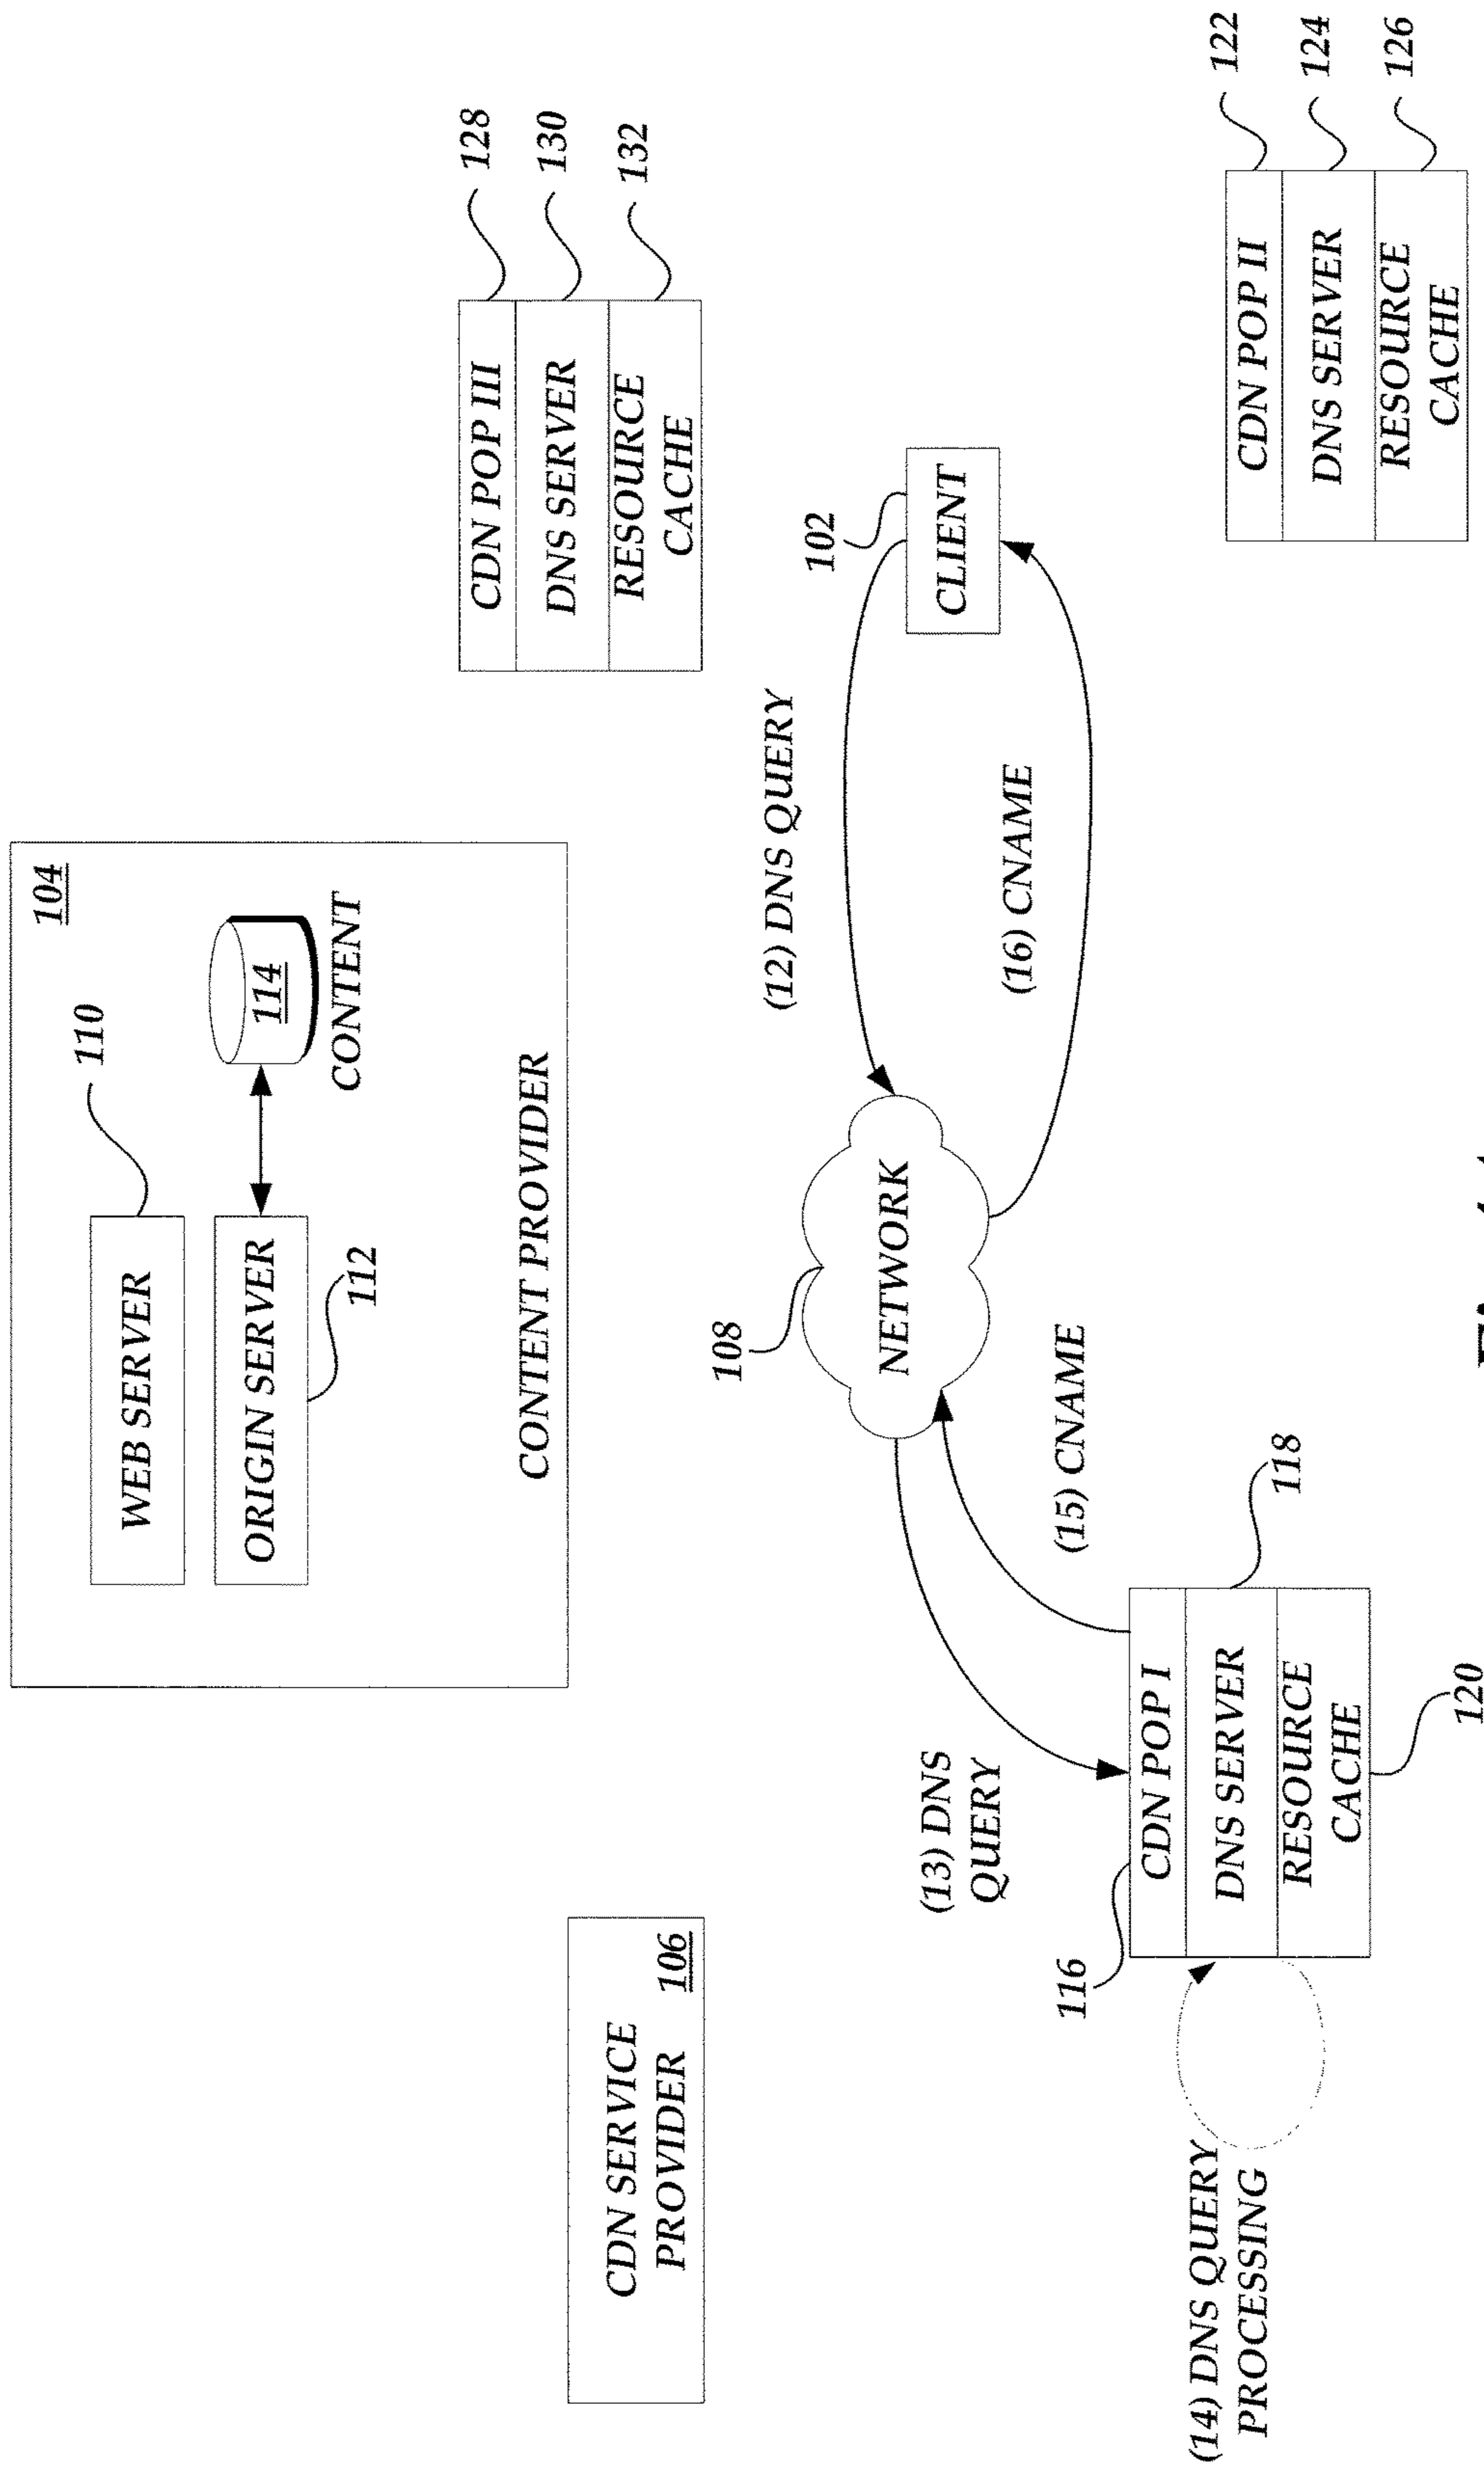 104
110
WEB SERVER
ORIGIN SERVER
112
114
CONTENT
CONTENT PROVIDER
CDN SERVICE
PROVIDER
106
CDN POP III
128
DNS SERVER
130
RESOURCE
CACHE
132
108
NETWORK
(12) DNS QUERY
102
CLIENT
(16) CNAME
(13) DNS
QUERY
(15) CNAME
116
CDN POP I
DNS SERVER
118
RESOURCE
CACHE
120
(14) DNS QUERY
PROCESSING
CDN POP II
122
DNS SERVER
124
RESOURCE
CACHE
126